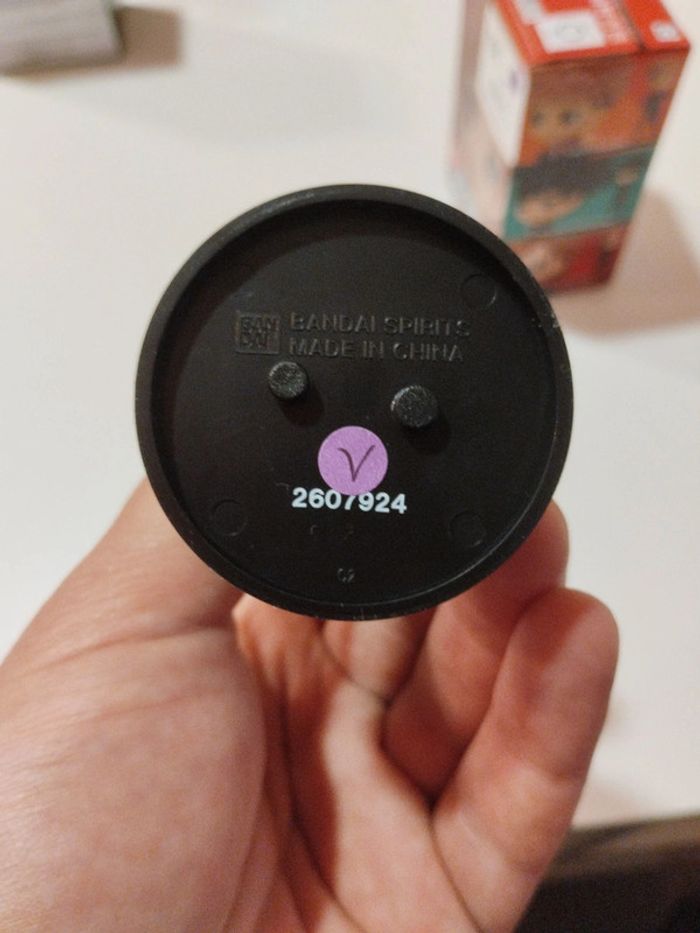 BAN
DAI
BANDAI SPIRITS
MADE IN CHINA
V
2607924